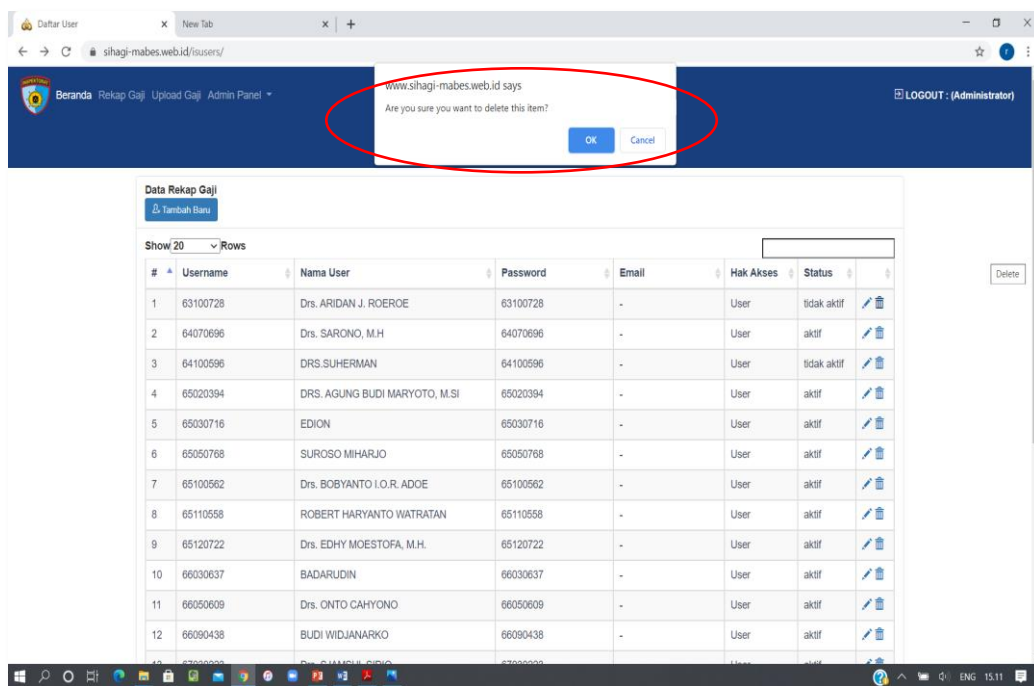 Daftar User
New Tab
sihagi-mabes.web.id/isusers/
www.sihagi-mabes.web.id says
Are you sure you want to delete this item?
OK Cancel
Beranda Rekap Gaji Upload Gaji Admin Panel
LOGOUT : (Administrator)
Data Rekap Gaji
Tambah Baru
Show 20 Rows
# Username Nama User Password Email Hak Akses Status
Delete
1 63100728 Drs. ARIDAN J. ROEROE 63100728 - User tidak aktif
2 64070696 Drs. SARONO, M.H 64070696 - User aktif
3 64100596 DRS.SUHERMAN 64100596 - User tidak aktif
4 65020394 DRS. AGUNG BUDI MARYOTO, M.SI 65020394 - User aktif
5 65030716 EDION 65030716 - User aktif
6 65050768 SUROSO MIHARJO 65050768 - User aktif
7 65100562 Drs. BOBYANTO I.O.R. ADOE 65100562 - User aktif
8 65110558 ROBERT HARYANTO WATRATAN 65110558 - User aktif
9 65120722 Drs. EDHY MOESTOFA, M.H. 65120722 - User aktif
10 66030637 BADARUDIN 66030637 - User aktif
11 66050609 Drs. ONTO CAHYONO 66050609 - User aktif
12 66090438 BUDI WIDJANARKO 66090438 - User aktif
ENG 15.11